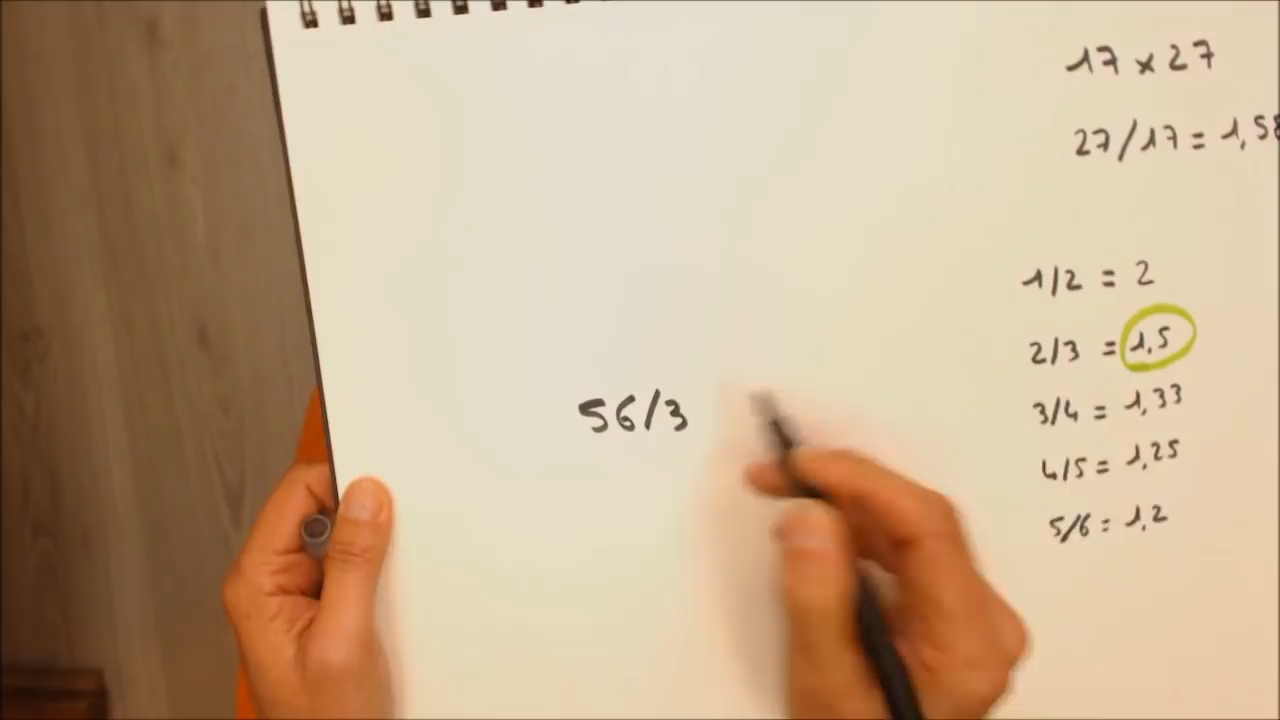 17 x 27
27/17 = 1,58
1/2 = 2
2/3 = 1,5
3/4 = 1,33
56/3
4/5 = 1,25
5/6 = 1,2